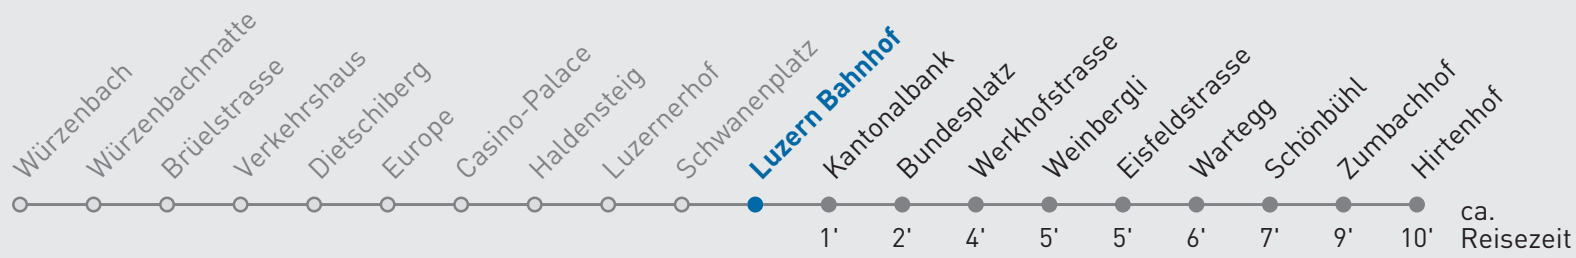 Würzenbach
Würzenbachmatte
Brüelstrasse
Verkehrshaus
Dietschiberg
Europe
Casino-Palace
Haldensteig
Luzernerhof
Schwanenplatz
Luzern Bahnhof
Kantonalbank
Bundesplatz
Werkhofstrasse
Weinbergli
Eisfeldstrasse
Wartegg
Schönbühl
Zumbachhof
Hirtenhof
1' 2' 4' 5' 5' 6' 7' 9' 10'
ca.
Reisezeit